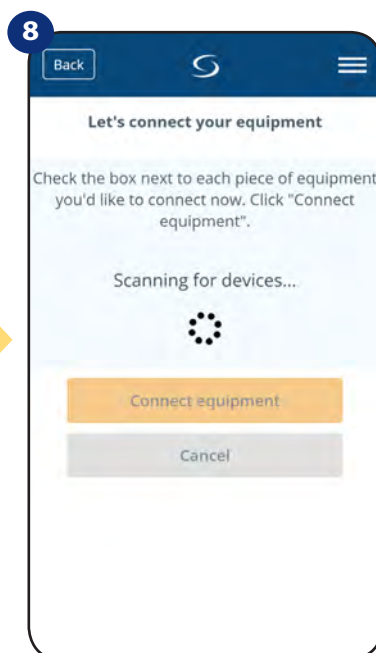 8
Back
Let's connect your equipment
Check the box next to each piece of equipment
you'd like to connect now. Click "Connect
equipment".
Scanning for devices...
Connect equipment
Cancel